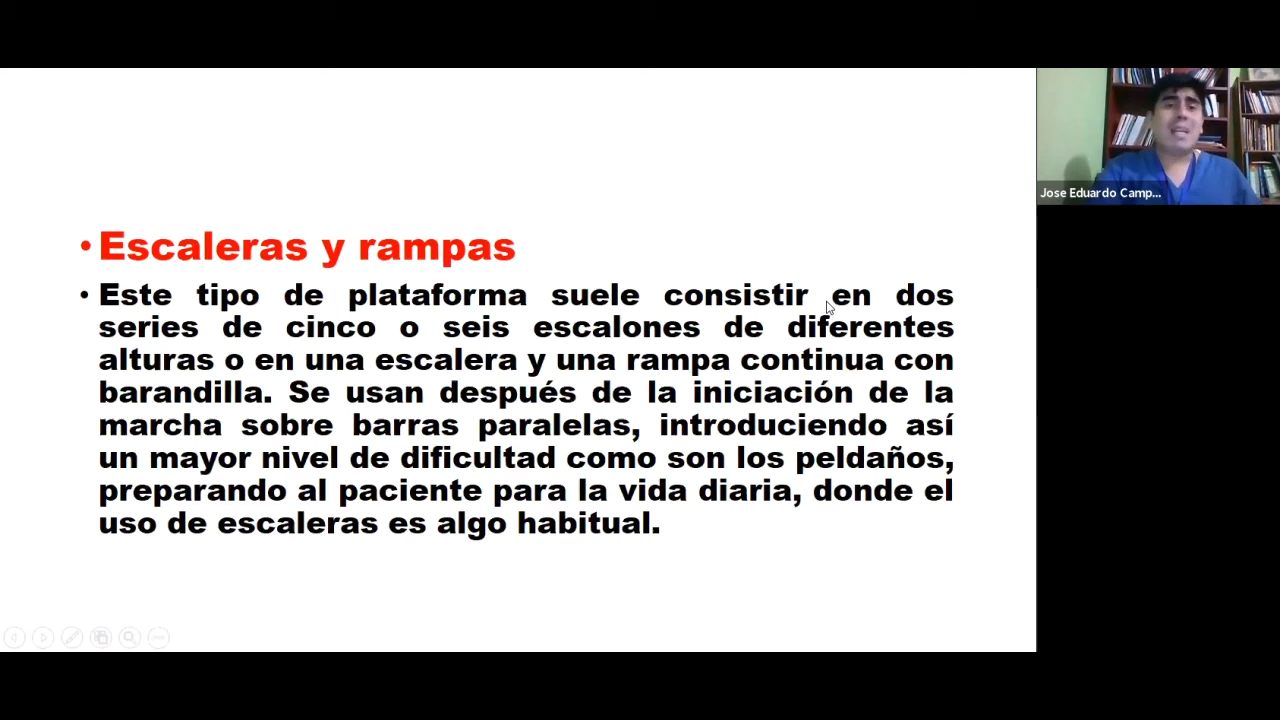 Jose Eduardo Camp...
• Escaleras y rampas
• Este tipo de plataforma suele consistir en dos
series de cinco o seis escalones de diferentes
alturas o en una escalera y una rampa continua con
barandilla. Se usan después de la iniciación de la
marcha sobre barras paralelas, introduciendo así
un mayor nivel de dificultad como son los peldaños,
preparando al paciente para la vida diaria, donde el
uso de escaleras es algo habitual.